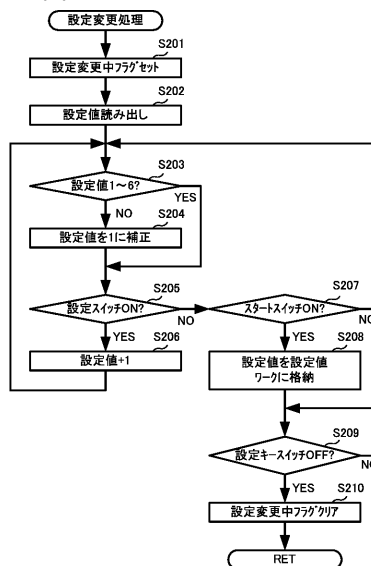 設定変更処理
S201
設定変更中フラグセット
S202
設定値読み出し
S203
設定値1～6?
YES
NO
S204
設定値を1に補正
S205
設定スイッチON?
NO
YES
S206
設定値+1
S207
スタートスイッチON?
NO
YES
S208
設定値を設定値
ワークに格納
S209
設定キースイッチOFF?
NO
YES
S210
設定変更中フラグクリア
RET